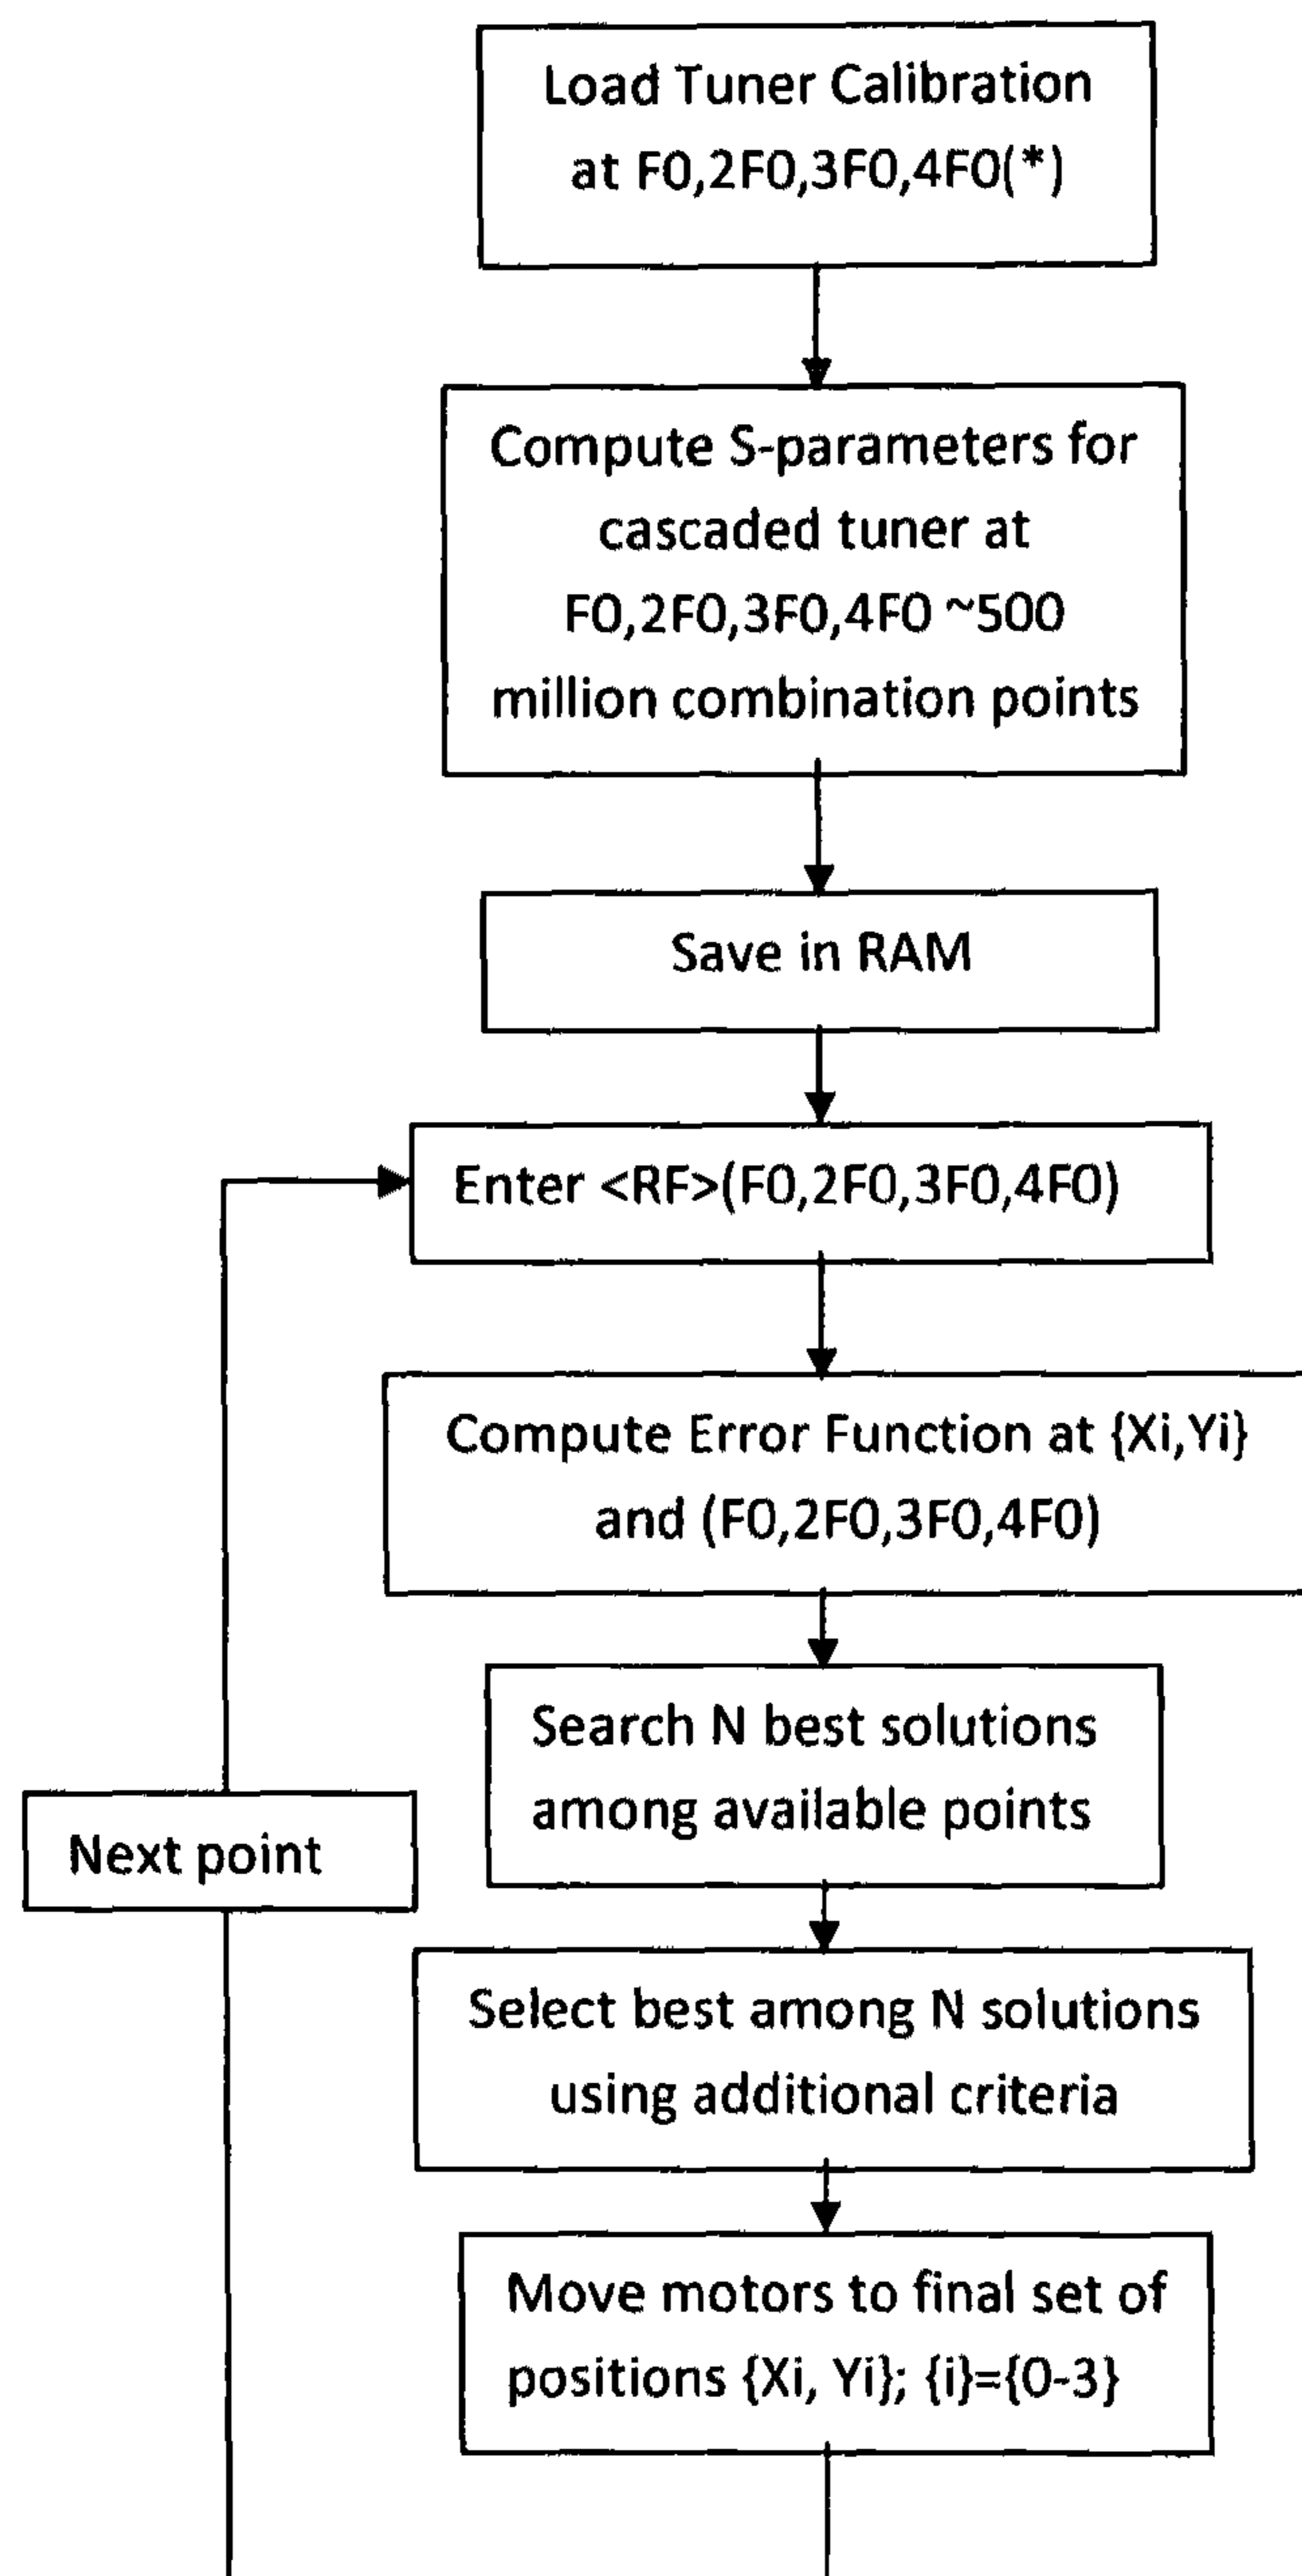 Load Tuner Calibration
at F0,2F0,3F0,4F0(*)
Compute S-parameters for
cascaded tuner at
F0,2F0,3F0,4F0 ~500
million combination points
Save in RAM
Enter <RF>(F0,2F0,3F0,4F0)
Compute Error Function at {Xi,Yi}
and (F0,2F0,3F0,4F0)
Search N best solutions
among available points
Next point
Select best among N solutions
using additional criteria
Move motors to final set of
positions {Xi, Yi}; {i}={0-3}